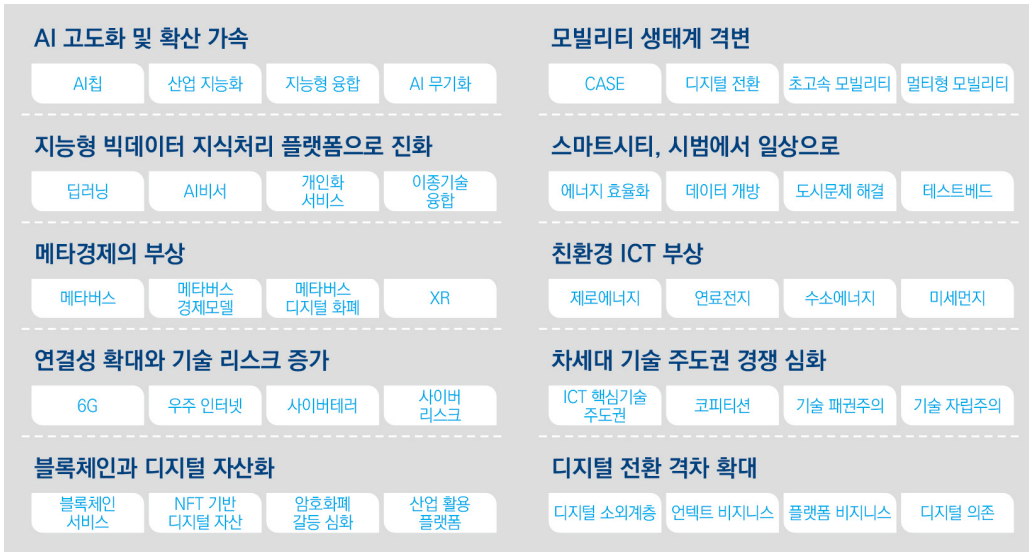 AI 고도화 및 확산 가속
AI칩
산업 지능화
지능형 융합
AI 무기화
지능형 빅데이터 지식처리 플랫폼으로 진화
딥러닝
AI비서
개인화
서비스
이종기술
융합
메타경제의 부상
메타버스
메타버스
경제모델
메타버스
디지털 화폐
XR
연결성 확대와 기술 리스크 증가
6G
우주 인터넷
사이버테러
사이버
리스크
블록체인과 디지털 자산화
블록체인
서비스
NFT 기반
디지털 자산
암호화폐
갈등 심화
산업 활용
플랫폼
모빌리티 생태계 격변
CASE
디지털 전환
초고속 모빌리티
멀티형 모빌리티
스마트시티, 시범에서 일상으로
에너지 효율화
데이터 개방
도시문제 해결
테스트베드
친환경 ICT 부상
제로에너지
연료전지
수소에너지
미세먼지
차세대 기술 주도권 경쟁 심화
ICT 핵심기술
주도권
코피티션
기술 패권주의
기술 자립주의
디지털 전환 격차 확대
디지털 소외계층
언텍트 비지니스
플랫폼 비지니스
디지털 의존